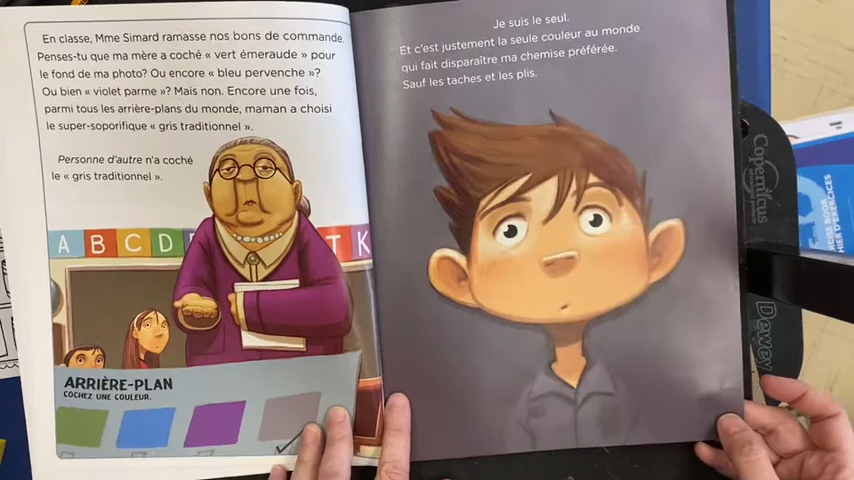 En classe, Mme Simard ramasse nos bons de commande.
Penses-tu que ma mère a coché « vert émeraude » pour
le fond de ma photo? Ou encore « bleu pervenche »?
Ou bien « violet parme »? Mais non. Encore une fois,
parmi tous les arrière-plans du monde, maman a choisi
le super-soporifique « gris traditionnel ».
Personne d'autre n'a coché
le « gris traditionnel ».
A B C D
T K
ARRIÈRE-PLAN
COCHEZ UNE COULEUR.
Je suis le seul.
Et c'est justement la seule couleur au monde
qui fait disparaître ma chemise préférée.
Sauf les taches et les plis.
Copernicus
Dewey